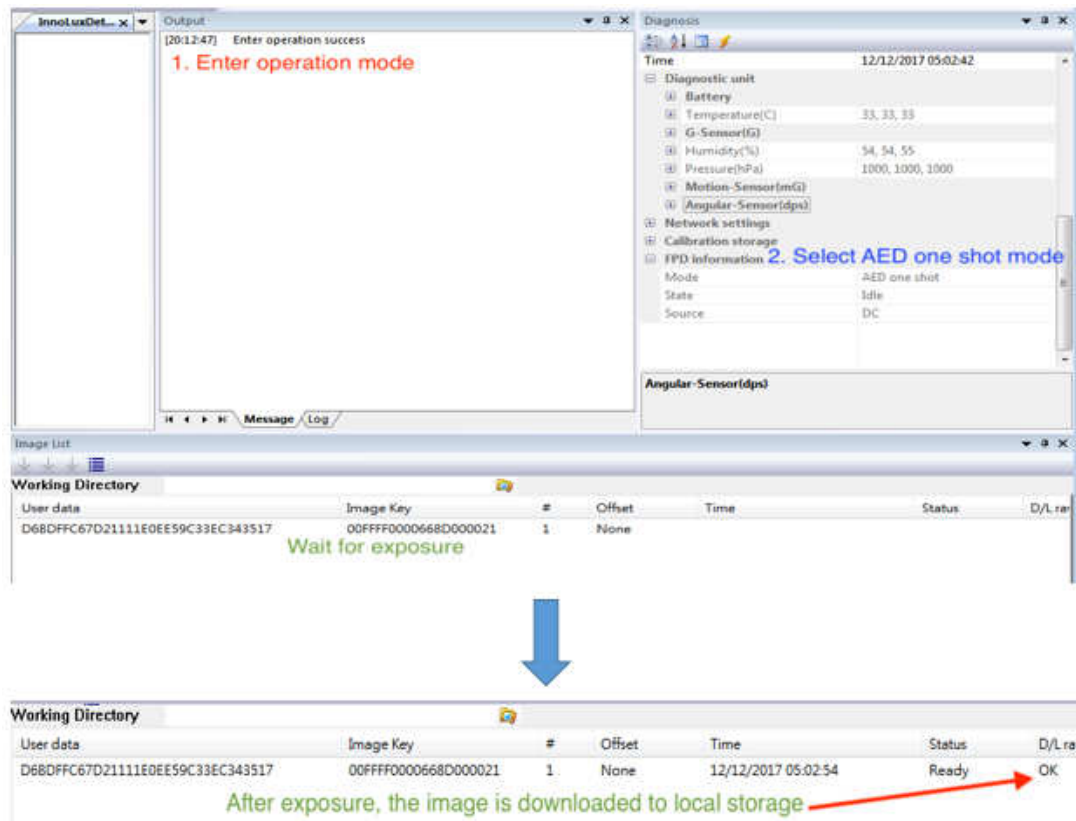 InnoLuxDet...
Output
Diagnosis
[20:12:47] Enter operation success
1. Enter operation mode
Time 12/12/2017 05:02:42
Diagnostic unit
Battery
Temperature(C) 33, 33, 33
G-Sensor(G)
Humidity(%) 54, 54, 55
Pressure(hPa) 1000, 1000, 1000
Motion-Sensor(mG)
Angular-Sensor(dps)
Network settings
Calibration storage
FPD information 2. Select AED one shot mode
Mode AED one shot
State Idle
Source DC
Angular-Sensor(dps)
Message Log
Image List
Working Directory
User data Image Key # Offset Time Status D/L ra
D6BDFFC67D21111E0EE59C33EC343517 00FFFF0000668D000021 1 None
Wait for exposure
Working Directory
User data Image Key # Offset Time Status D/L ra
D6BDFFC67D21111E0EE59C33EC343517 00FFFF0000668D000021 1 None 12/12/2017 05:02:54 Ready OK
After exposure, the image is downloaded to local storage